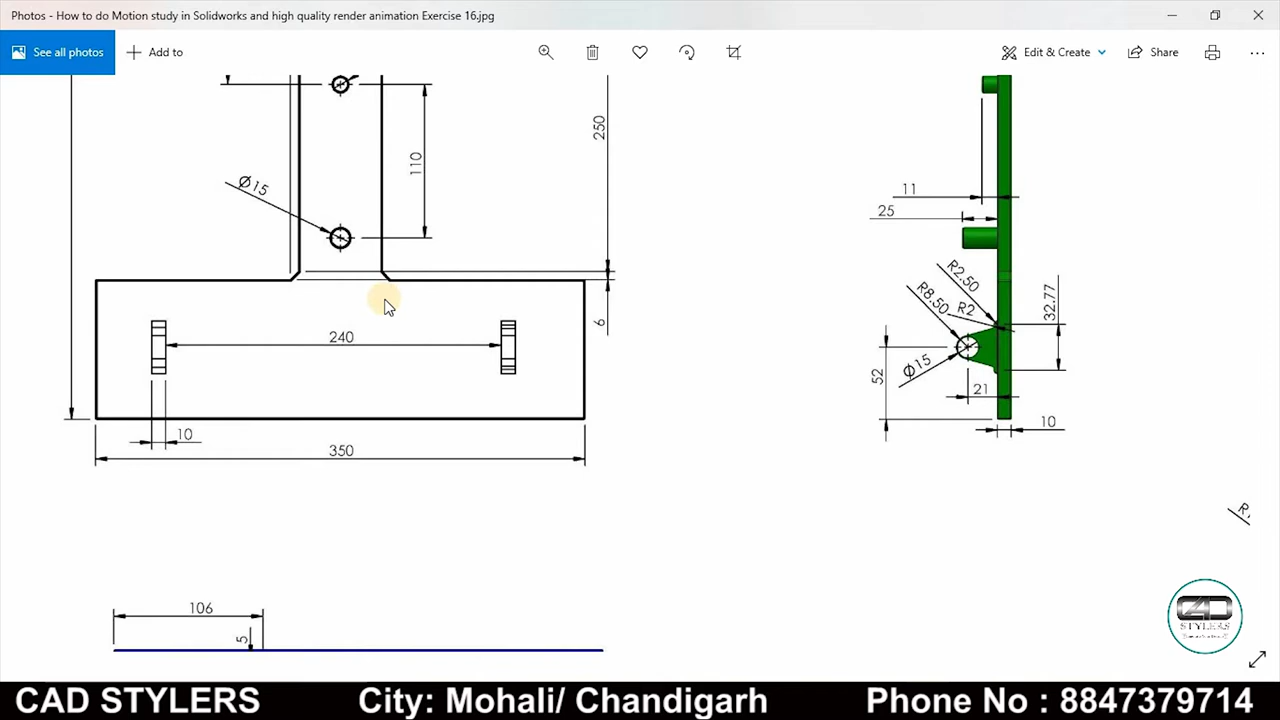 Photos - How to do Motion study in Solidworks and high quality render animation Exercise 16.jpg
See all photos
Add to
Edit & Create
Share
250
110
Ø15
6
240
10
350
11
25
R2.50
R8.50
R2
32.77
Ø15
52
21
10
R
106
5
CAD
STYLERS
CAD STYLERS
City: Mohali/ Chandigarh
Phone No : 8847379714